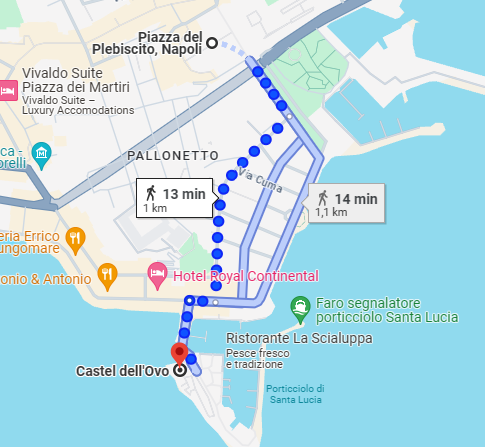 Piazza del
Plebiscito, Napoli
Vivaldo Suite
Piazza dei Martiri
Vivaldo Suite –
Luxury Accomodations
PALLONETTO
ca -
orelli
Via Cuma
13 min
1 km
14 min
1,1 km
eria Errico
ungomare
onio & Antonio
Hotel Royal Continental
Faro segnalatore
porticciolo Santa Lucia
Ristorante La Scialuppa
Pesce fresco
e tradizione
Castel dell'Ovo
Porticciolo di
Santa Lucia